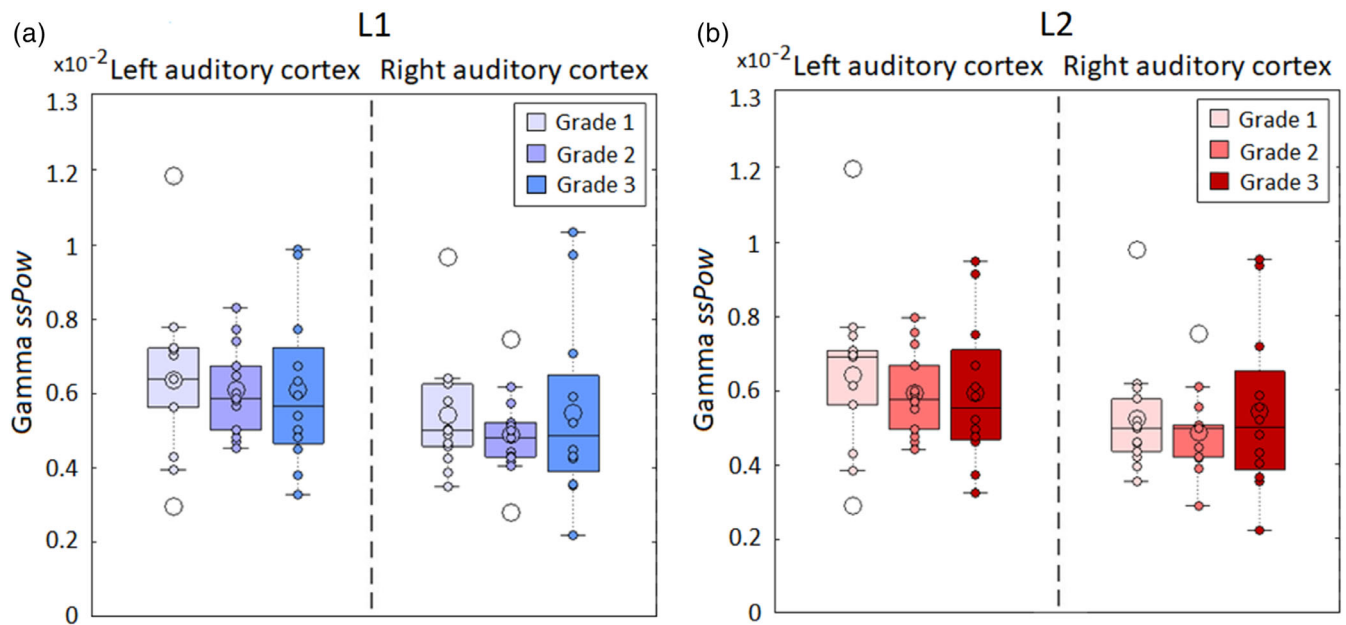 (a)
L1
x10-2 Left auditory cortex
Right auditory cortex
Gamma ssPow
1.3
1.2
1
0.8
0.6
0.4
0.2
0
Grade 1
Grade 2
Grade 3
(b)
L2
x10-2 Left auditory cortex
Right auditory cortex
Gamma ssPow
1.3
1.2
1
0.8
0.6
0.4
0.2
0
Grade 1
Grade 2
Grade 3